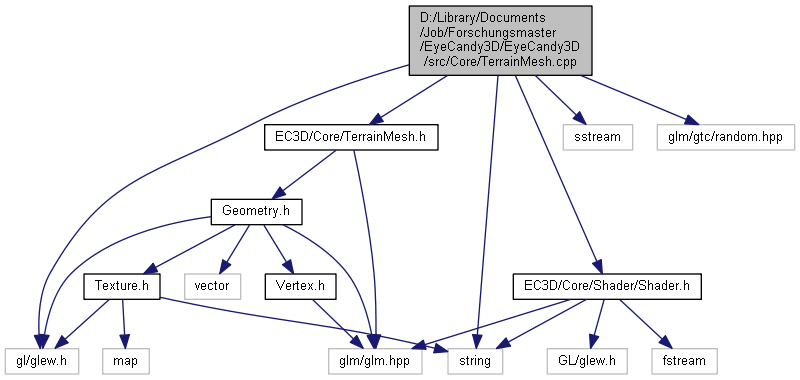 D:/Library/Documents
/Job/Forschungsmaster
/EyeCandy3D/EyeCandy3D
/src/Core/TerrainMesh.cpp
EC3D/Core/TerrainMesh.h
sstream
glm/gtc/random.hpp
Geometry.h
Texture.h
vector
Vertex.h
EC3D/Core/Shader/Shader.h
gl/glew.h
map
glm/glm.hpp
string
GL/glew.h
fstream